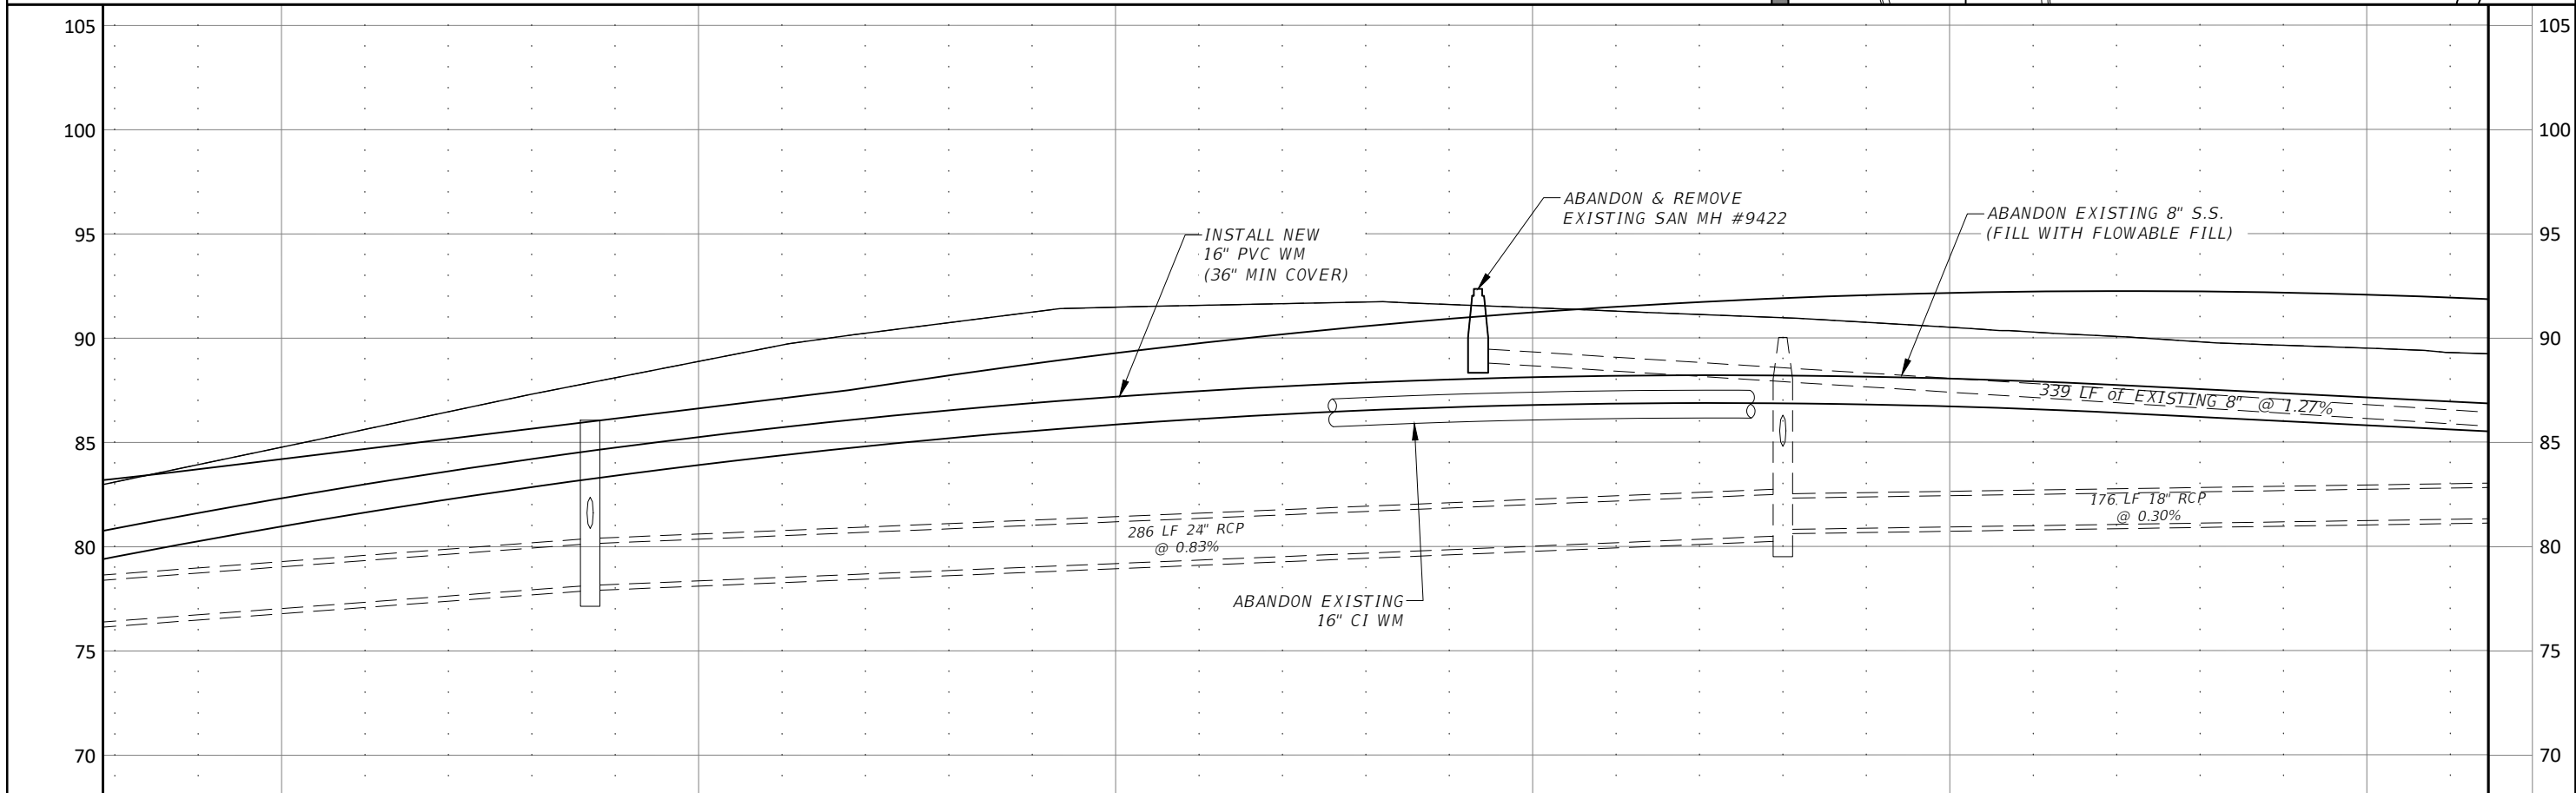 105
100
95
90
85
80
75
70
105
100
95
90
85
80
75
70
INSTALL NEW
16" PVC WM
(36" MIN COVER)
ABANDON & REMOVE
EXISTING SAN MH #9422
ABANDON EXISTING 8" S.S.
(FILL WITH FLOWABLE FILL)
339 LF of EXISTING 8" @ 1.27%
286 LF 24" RCP
@ 0.83%
176 LF 18" RCP
@ 0.30%
ABANDON EXISTING
16" CI WM